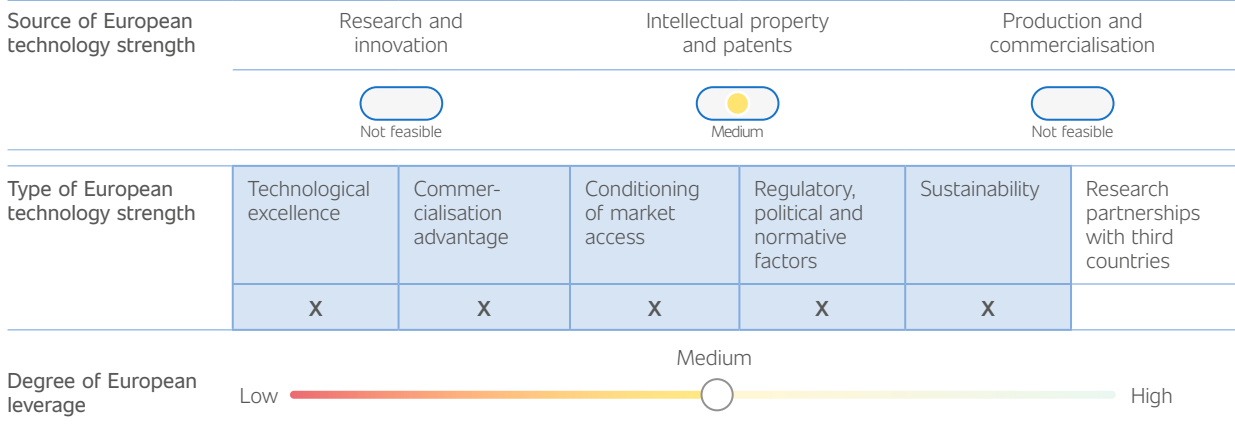 Source of European
technology strength
Research and
innovation
Intellectual property
and patents
Production and
commercialisation
Not feasible
Medium
Not feasible
Type of European
technology strength
Technological
excellence
Commer-
cialisation
advantage
Conditioning
of market
access
Regulatory,
political and
normative
factors
Sustainability
Research
partnerships
with third
countries
X
X
X
X
X
Degree of European
leverage
Low
Medium
High